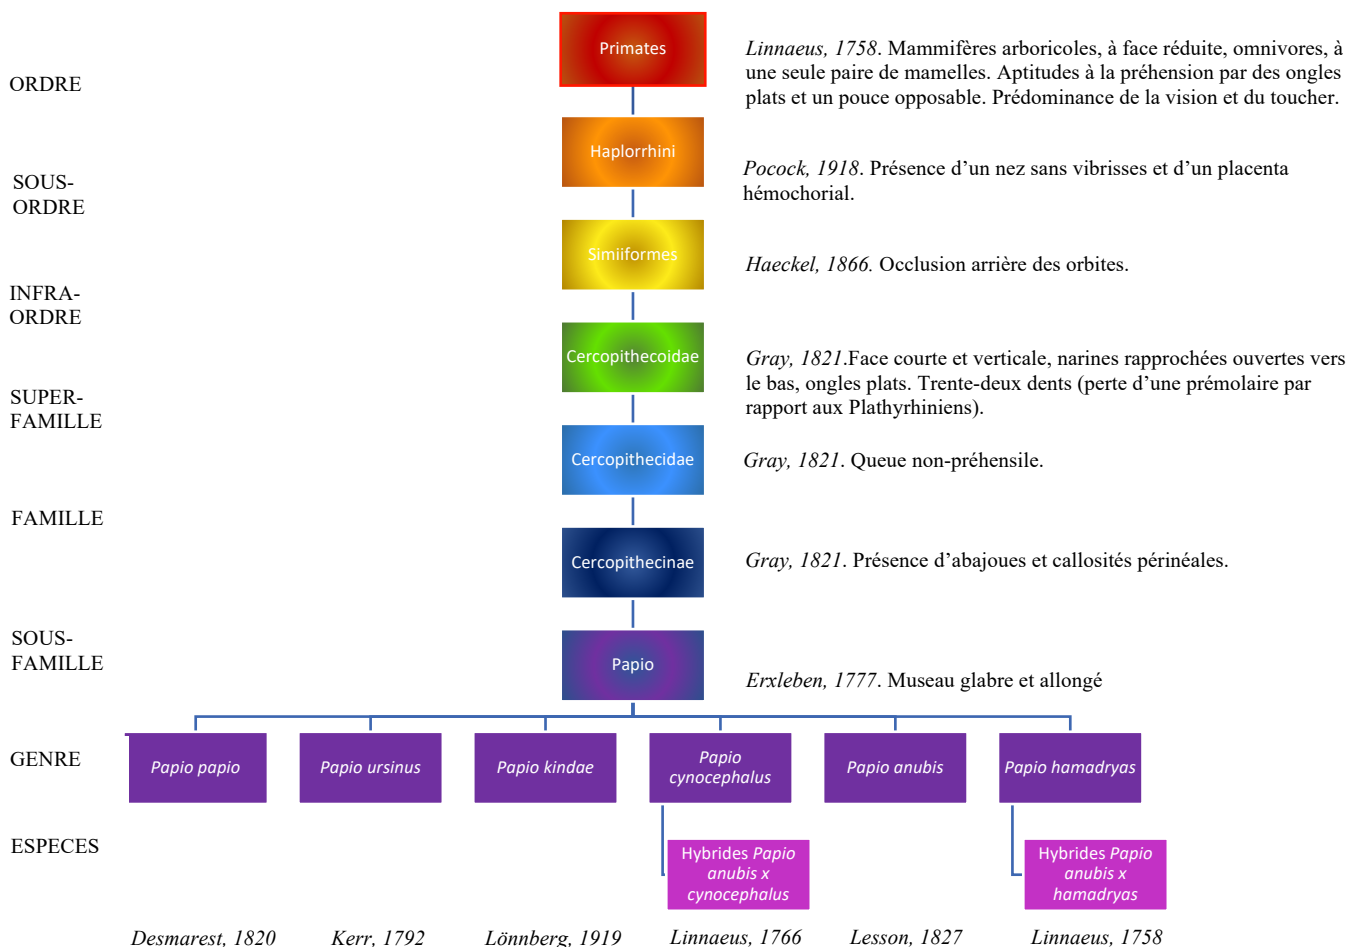 Primates
Linnaeus, 1758. Mammifères arboricoles, à face réduite, omnivores, à
une seule paire de mamelles. Aptitudes à la préhension par des ongles
plats et un pouce opposable. Prédominance de la vision et du toucher.
ORDRE
Haplorrhini
Pocock, 1918. Présence d’un nez sans vibrisses et d’un placenta
hémochorial.
SOUS-
ORDRE
Simiiformes
Haeckel, 1866. Occlusion arrière des orbites.
INFRA-
ORDRE
Cercopithecoidae
Gray, 1821.Face courte et verticale, narines rapprochées ouvertes vers
le bas, ongles plats. Trente-deux dents (perte d’une prémolaire par
rapport aux Plathyrhiniens).
SUPER-
FAMILLE
Cercopithecidae
Gray, 1821. Queue non-préhensile.
FAMILLE
Cercopithecinae
Gray, 1821. Présence d’abajoues et callosités périnéales.
SOUS-
FAMILLE
Papio
Erxleben, 1777. Museau glabre et allongé
GENRE
Papio papio
Papio ursinus
Papio kindae
Papio
cynocephalus
Papio anubis
Papio hamadryas
ESPECES
Hybrides Papio
anubis x
cynocephalus
Hybrides Papio
anubis x
hamadryas
Desmarest, 1820
Kerr, 1792
Lönnberg, 1919
Linnaeus, 1766
Lesson, 1827
Linnaeus, 1758